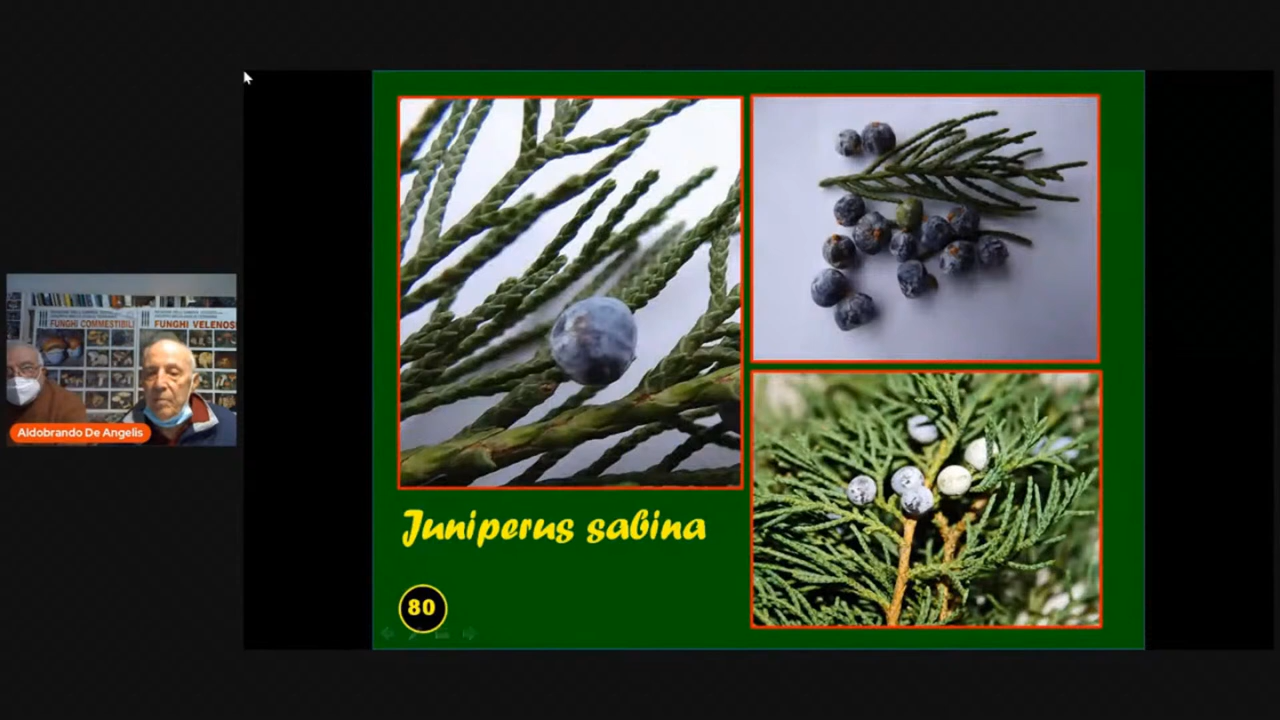 FUNGHI COMMESTIBILI
FUNGHI VELENOS
Aldobrando De Angelis
Juniperus sabina
80